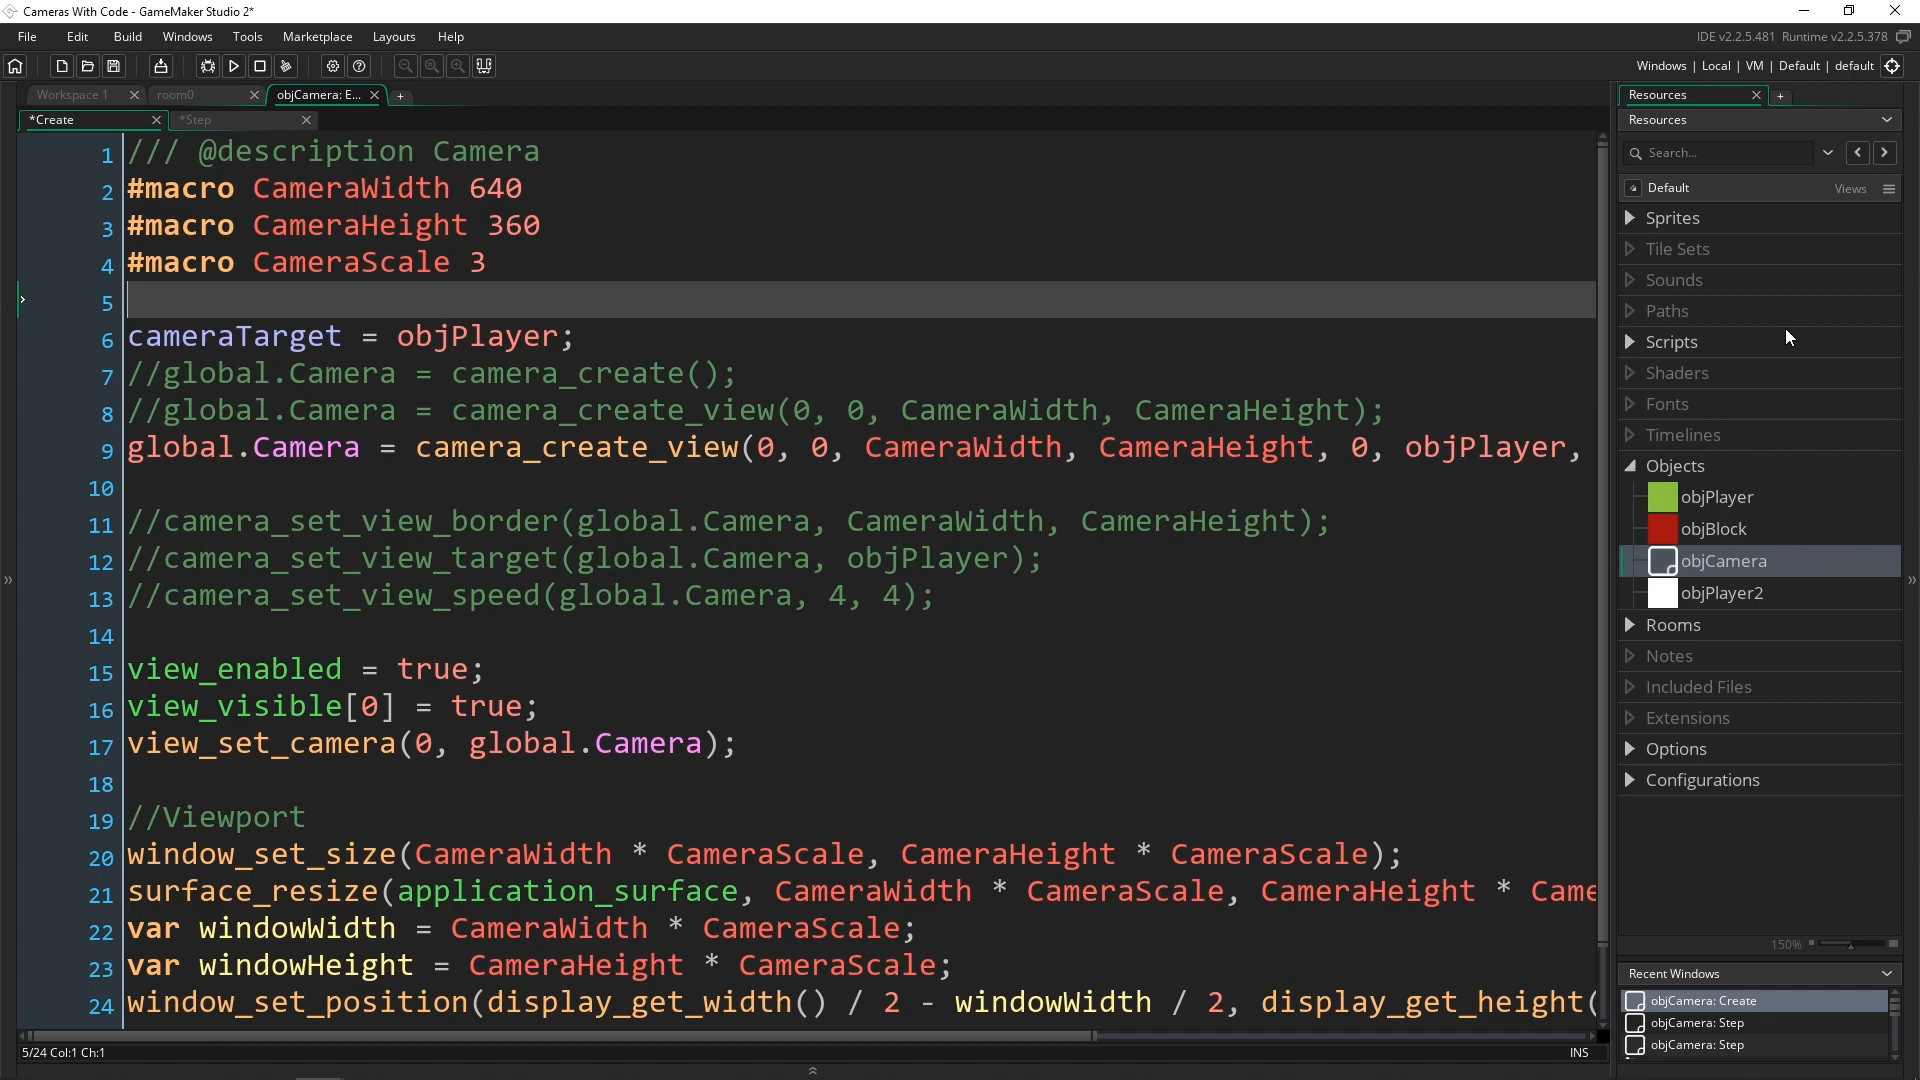 Cameras With Code - GameMaker Studio 2*
File Edit Build Windows Tools Marketplace Layouts Help
IDE v2.2.5.481 Runtime v2.2.5.378
Windows | Local | VM | Default | default
Workspace 1 room0 objCamera: E...
*Create *Step
1 /// @description Camera
2 #macro CameraWidth 640
3 #macro CameraHeight 360
4 #macro CameraScale 3
5
6 cameraTarget = objPlayer;
7 //global.Camera = camera_create();
8 //global.Camera = camera_create_view(0, 0, CameraWidth, CameraHeight);
9 global.Camera = camera_create_view(0, 0, CameraWidth, CameraHeight, 0, objPlayer,
10
11 //camera_set_view_border(global.Camera, CameraWidth, CameraHeight);
12 //camera_set_view_target(global.Camera, objPlayer);
13 //camera_set_view_speed(global.Camera, 4, 4);
14
15 view_enabled = true;
16 view_visible[0] = true;
17 view_set_camera(0, global.Camera);
18
19 //Viewport
20 window_set_size(CameraWidth * CameraScale, CameraHeight * CameraScale);
21 surface_resize(application_surface, CameraWidth * CameraScale, CameraHeight * Came
22 var windowWidth = CameraWidth * CameraScale;
23 var windowHeight = CameraHeight * CameraScale;
24 window_set_position(display_get_width() / 2 - windowWidth / 2, display_get_height(
5/24 Col:1 Ch:1
INS
Resources
Resources
Search...
Default Views
Sprites
Tile Sets
Sounds
Paths
Scripts
Shaders
Fonts
Timelines
Objects
objPlayer
objBlock
objCamera
objPlayer2
Rooms
Notes
Included Files
Extensions
Options
Configurations
150%
Recent Windows
objCamera: Create
objCamera: Step
objCamera: Step